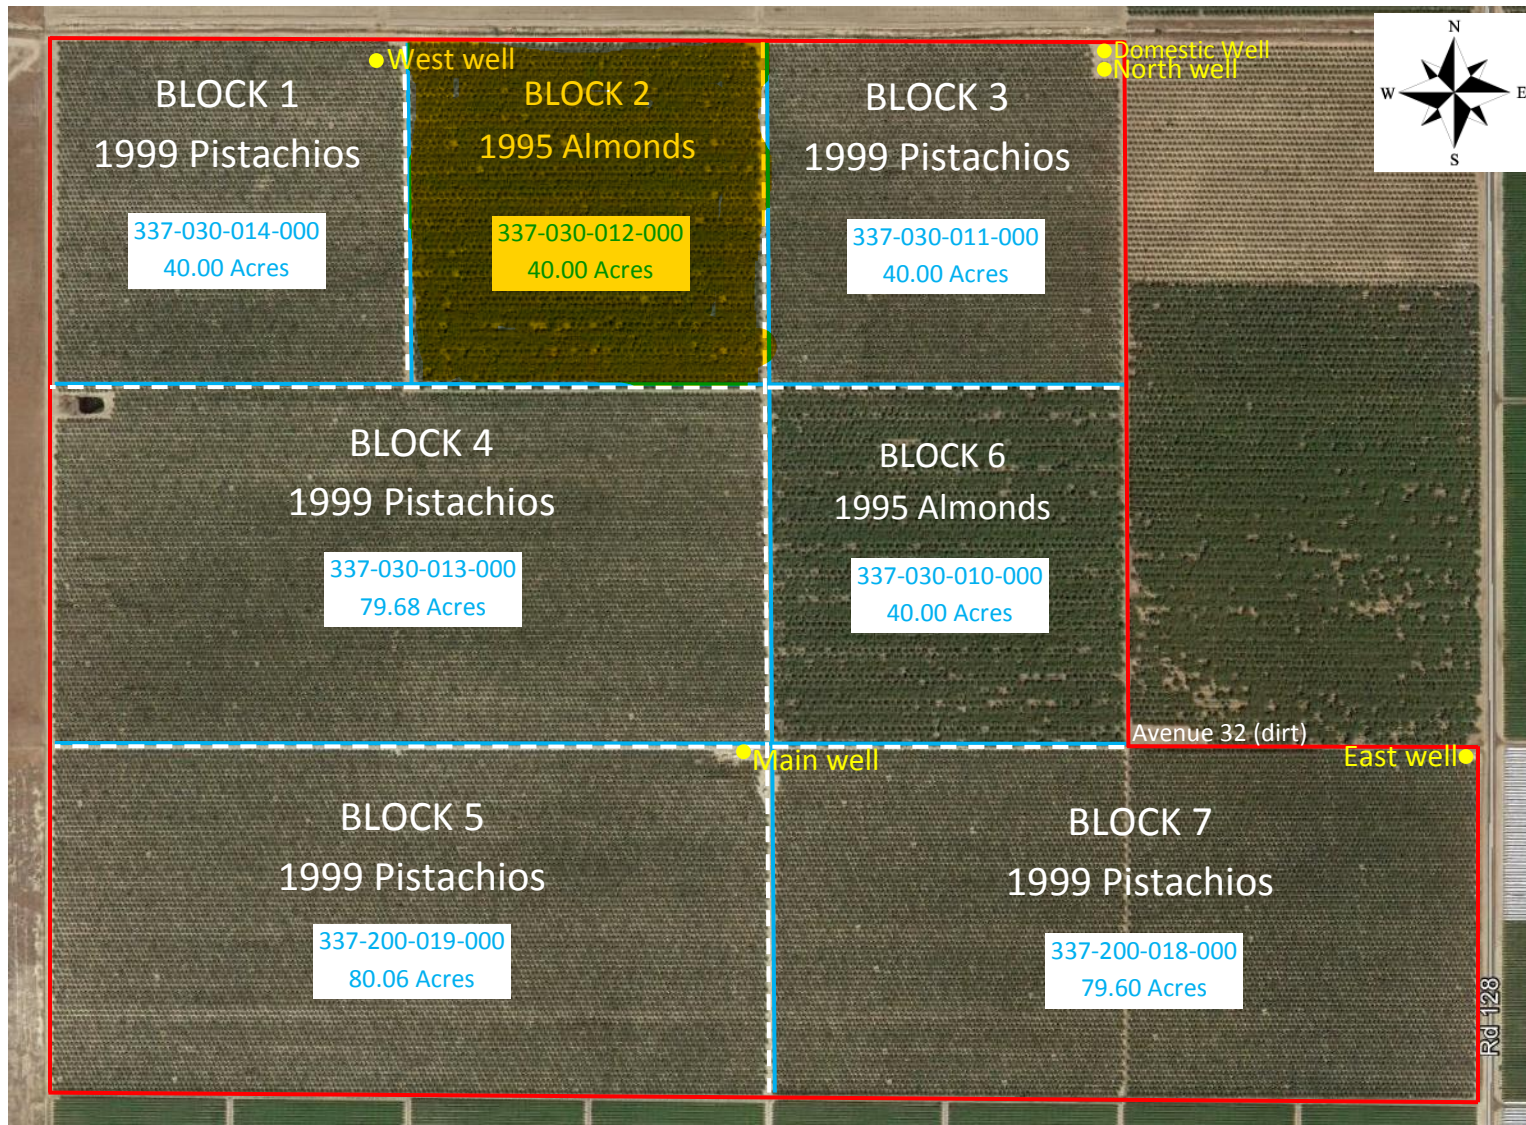 N
W
E
S
West well
Domestic Well
North well
BLOCK 1
1999 Pistachios
337-030-014-000
40.00 Acres
BLOCK 2
1995 Almonds
337-030-012-000
40.00 Acres
BLOCK 3
1999 Pistachios
337-030-011-000
40.00 Acres
BLOCK 4
1999 Pistachios
337-030-013-000
79.68 Acres
BLOCK 6
1995 Almonds
337-030-010-000
40.00 Acres
Avenue 32 (dirt)
Main well
East well
BLOCK 5
1999 Pistachios
337-200-019-000
80.06 Acres
BLOCK 7
1999 Pistachios
337-200-018-000
79.60 Acres
Rd 128